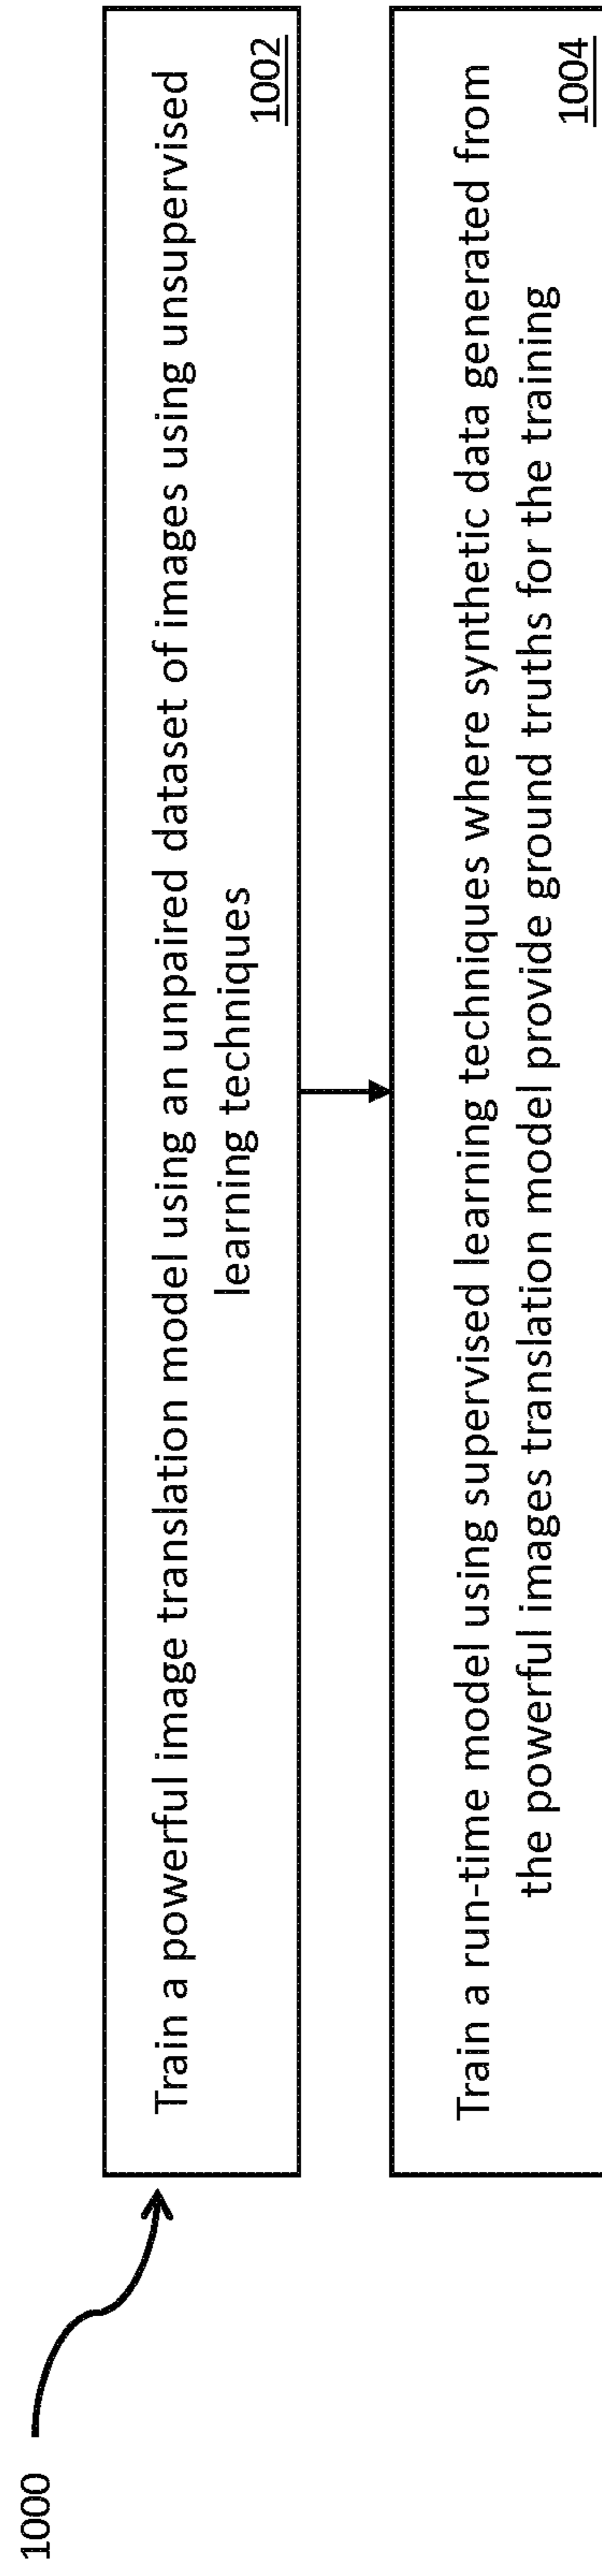 1000
Train a powerful image translation model using an unpaired dataset of images using unsupervised
learning techniques
1002
Train a run-time model using supervised learning techniques where synthetic data generated from
the powerful images translation model provide ground truths for the training
1004